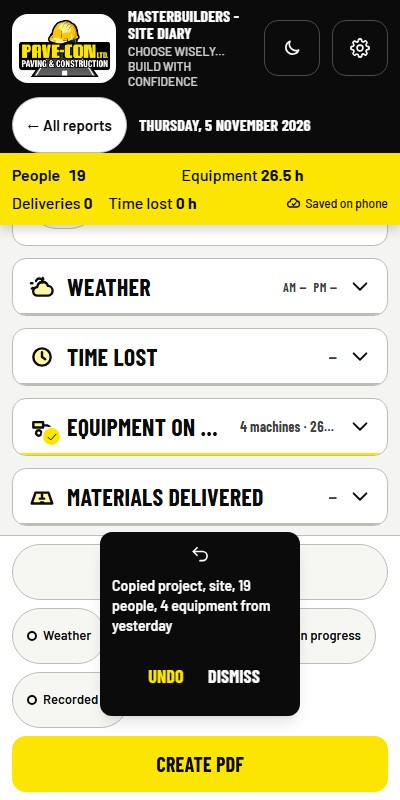 PAVE-CON LTD.
PAVING & CONSTRUCTION
MASTERBUILDERS - SITE DIARY
CHOOSE WISELY... BUILD WITH CONFIDENCE
← All reports
THURSDAY, 5 NOVEMBER 2026
People 19
Equipment 26.5 h
Deliveries 0
Time lost 0 h
Saved on phone
WEATHER
AM – PM –
TIME LOST
–
EQUIPMENT ON ...
4 machines · 26...
MATERIALS DELIVERED
–
Copied project, site, 19
people, 4 equipment from
yesterday
UNDO DISMISS
Weather
n progress
Recorded
CREATE PDF